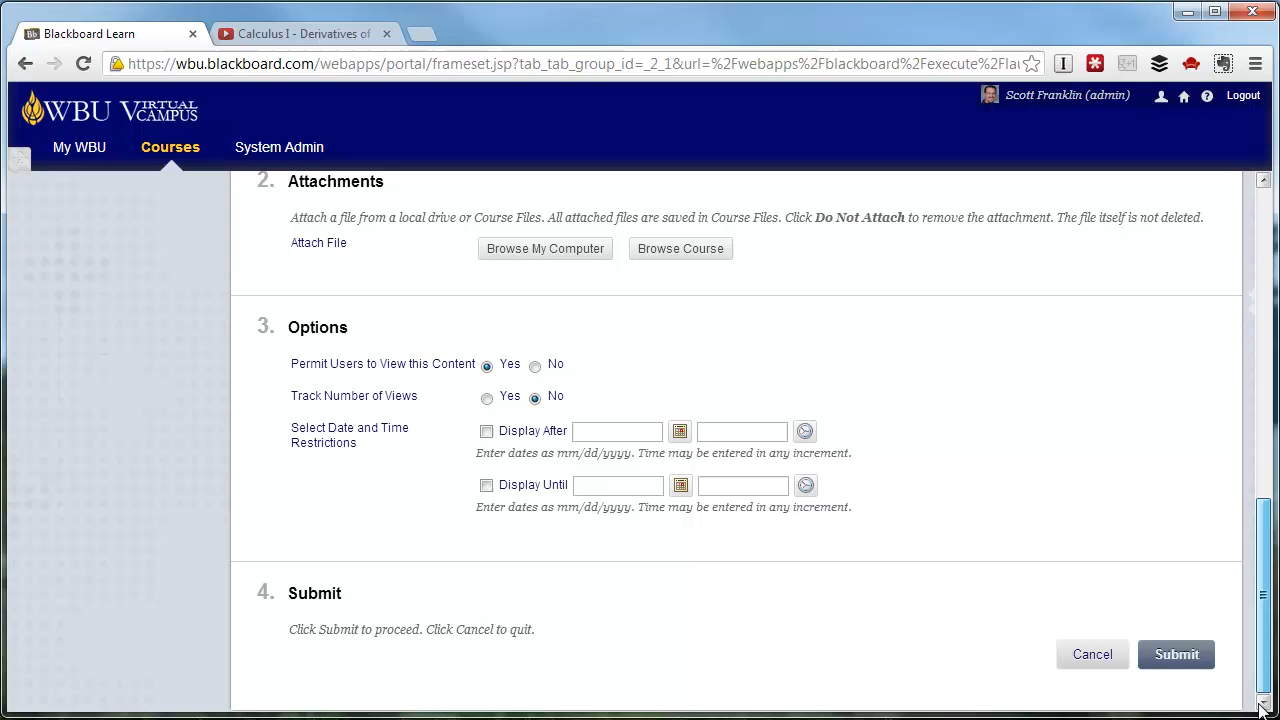 Blackboard Learn
Calculus I - Derivatives of
https://wbu.blackboard.com/webapps/portal/frameset.jsp?tab_tab_group_id=_2_1&url=%2Fwebapps%2Fblackboard%2Fexecute%2Flau
WBU VIRTUAL CAMPUS
Scott Franklin (admin)
Logout
My WBU Courses System Admin
2. Attachments
Attach a file from a local drive or Course Files. All attached files are saved in Course Files. Click Do Not Attach to remove the attachment. The file itself is not deleted.
Attach File Browse My Computer Browse Course
3. Options
Permit Users to View this Content Yes No
Track Number of Views Yes No
Select Date and Time Restrictions
Display After
Enter dates as mm/dd/yyyy. Time may be entered in any increment.
Display Until
Enter dates as mm/dd/yyyy. Time may be entered in any increment.
4. Submit
Click Submit to proceed. Click Cancel to quit.
Cancel Submit